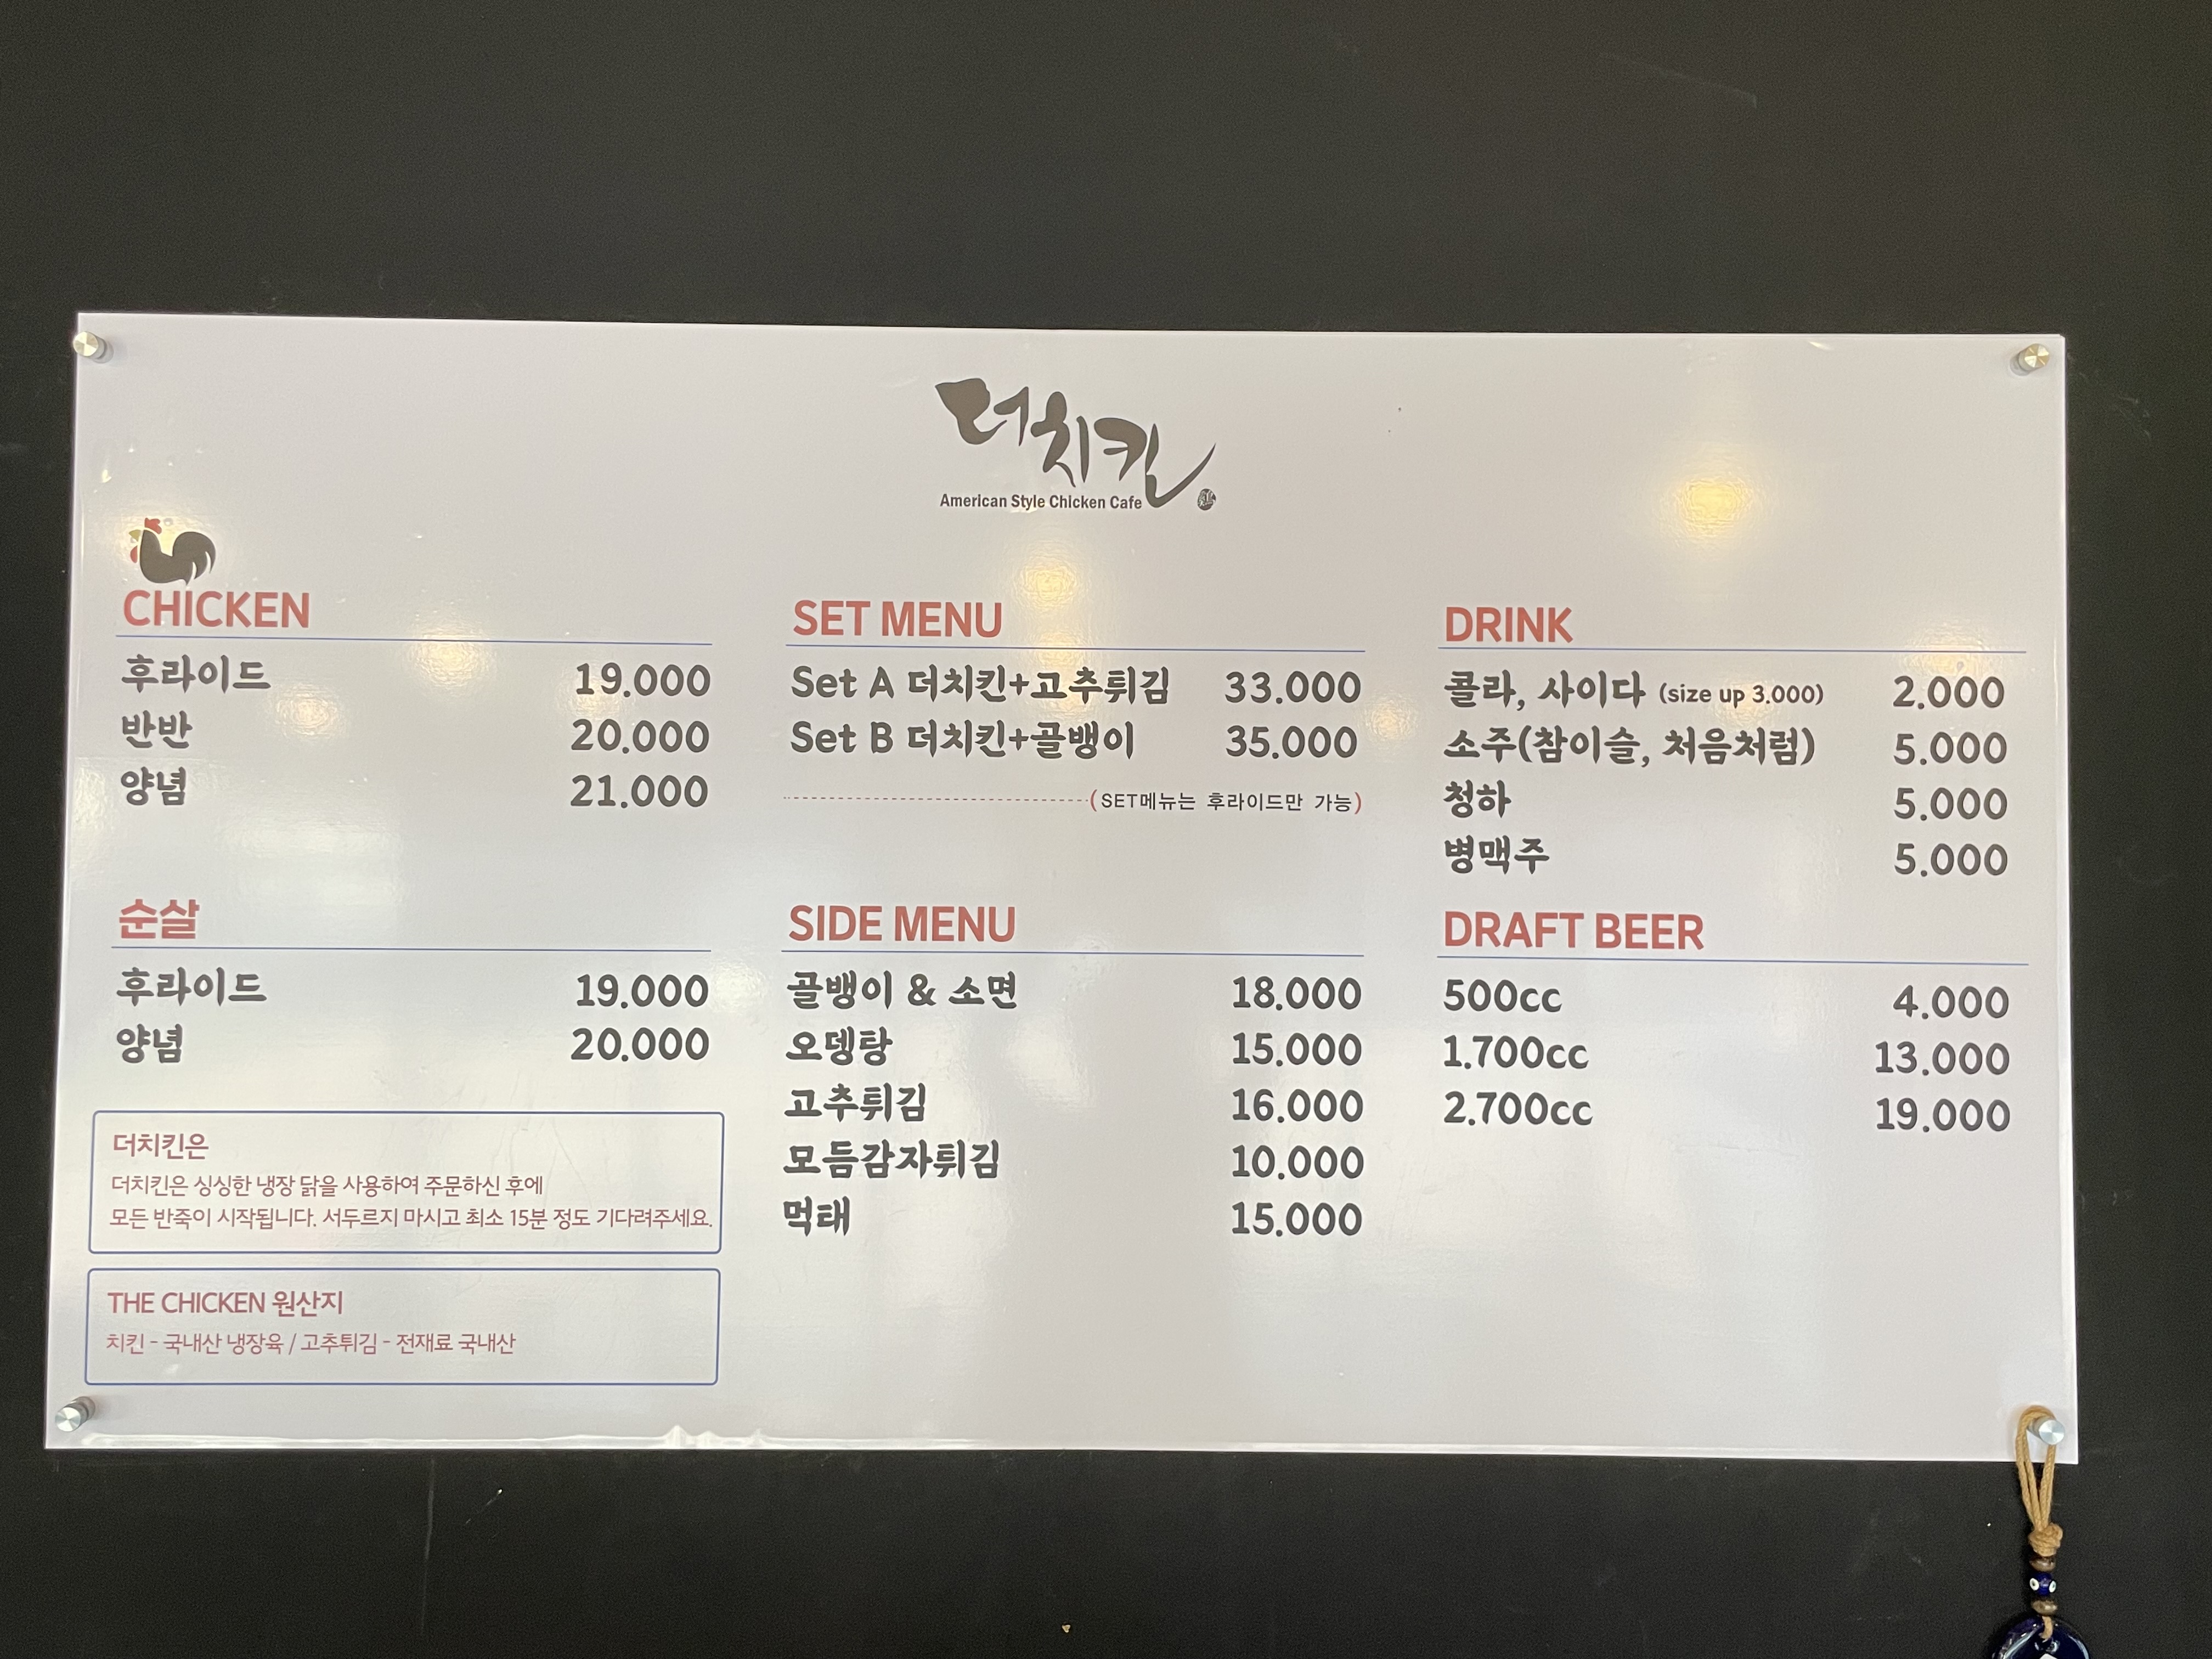 더치킨
American Style Chicken Cafe
CHICKEN
후라이드 19.000
반반 20.000
양념 21.000
순살
후라이드 19.000
양념 20.000
더치킨은
더치킨은 싱싱한 냉장 닭을 사용하여 주문하신 후에
모든 반죽이 시작됩니다. 서두르지 마시고 최소 15분 정도 기다려주세요.
THE CHICKEN 원산지
치킨 - 국내산 냉장육 / 고추튀김 - 전재료 국내산
SET MENU
Set A 더치킨+고추튀김 33.000
Set B 더치킨+골뱅이 35.000
(SET메뉴는 후라이드만 가능)
SIDE MENU
골뱅이 & 소면 18.000
오뎅탕 15.000
고추튀김 16.000
모듬감자튀김 10.000
먹태 15.000
DRINK
콜라, 사이다 (size up 3.000) 2.000
소주(참이슬, 처음처럼) 5.000
청하 5.000
병맥주 5.000
DRAFT BEER
500cc 4.000
1.700cc 13.000
2.700cc 19.000